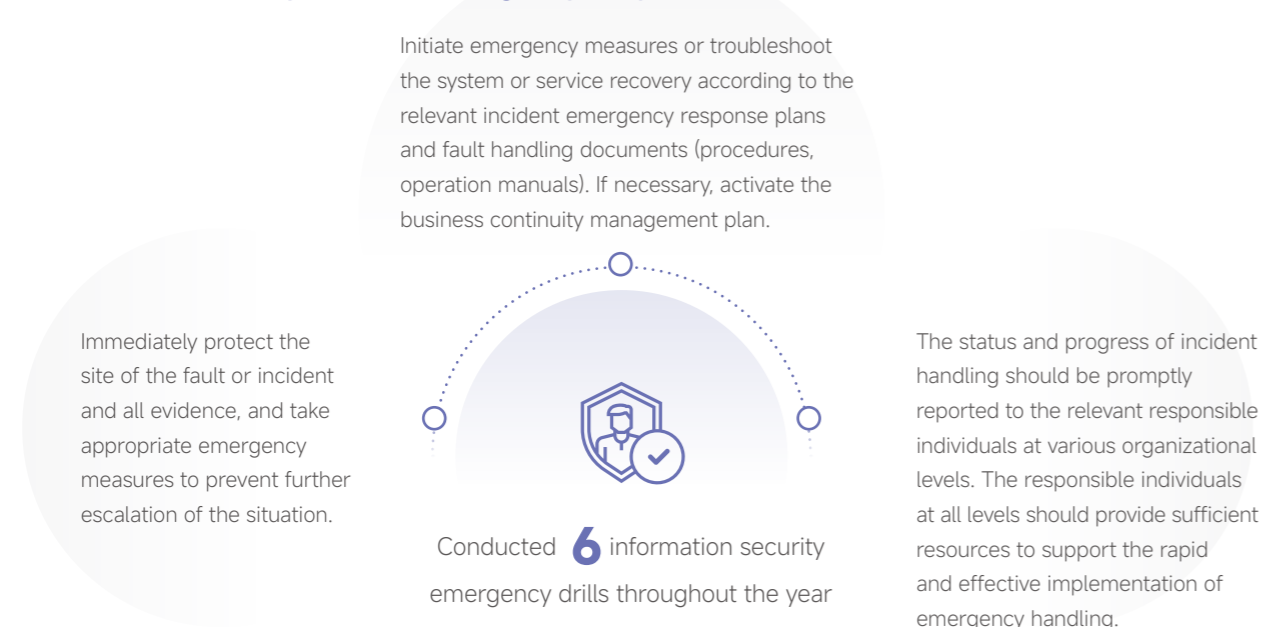 Initiate emergency measures or troubleshoot
the system or service recovery according to the
relevant incident emergency response plans
and fault handling documents (procedures,
operation manuals). If necessary, activate the
business continuity management plan.
Immediately protect the
site of the fault or incident
and all evidence, and take
appropriate emergency
measures to prevent further
escalation of the situation.
Conducted 6 information security
emergency drills throughout the year
The status and progress of incident
handling should be promptly
reported to the relevant responsible
individuals at various organizational
levels. The responsible individuals
at all levels should provide sufficient
resources to support the rapid
and effective implementation of
emergency handling.